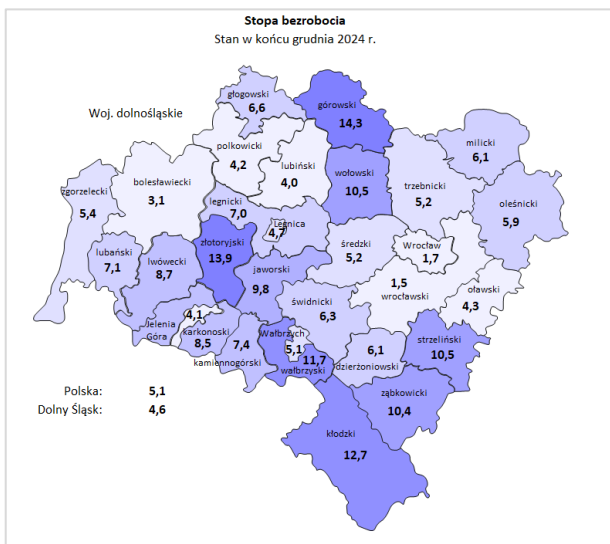 Stopa bezrobocia
Stan w końcu grudnia 2024 r.
Woj. dolnośląskie
głogowski
6,6
górowski
14,3
polkowicki
4,2
lubiński
4,0
milicki
6,1
wołowski
10,5
trzebnicki
5,2
oleśnicki
5,9
zgorzelecki
5,4
bolesławiecki
3,1
legnicki
7,0
Legnica
4,7
lubański
7,1
lwówecki
8,7
złotoryjski
13,9
jaworski
9,8
średzki
5,2
Wrocław
1,7
1,5
wrocławski
oławski
4,3
4,1
Jelenia
Góra
karkonoski
8,5
7,4
kamiennogórski
świdnicki
6,3
Wałbrzych
5,1
11,7
wałbrzyski
6,1
dzierżoniowski
strzeliński
10,5
ząbkowicki
10,4
kłodzki
12,7
Polska: 5,1
Dolny Śląsk: 4,6